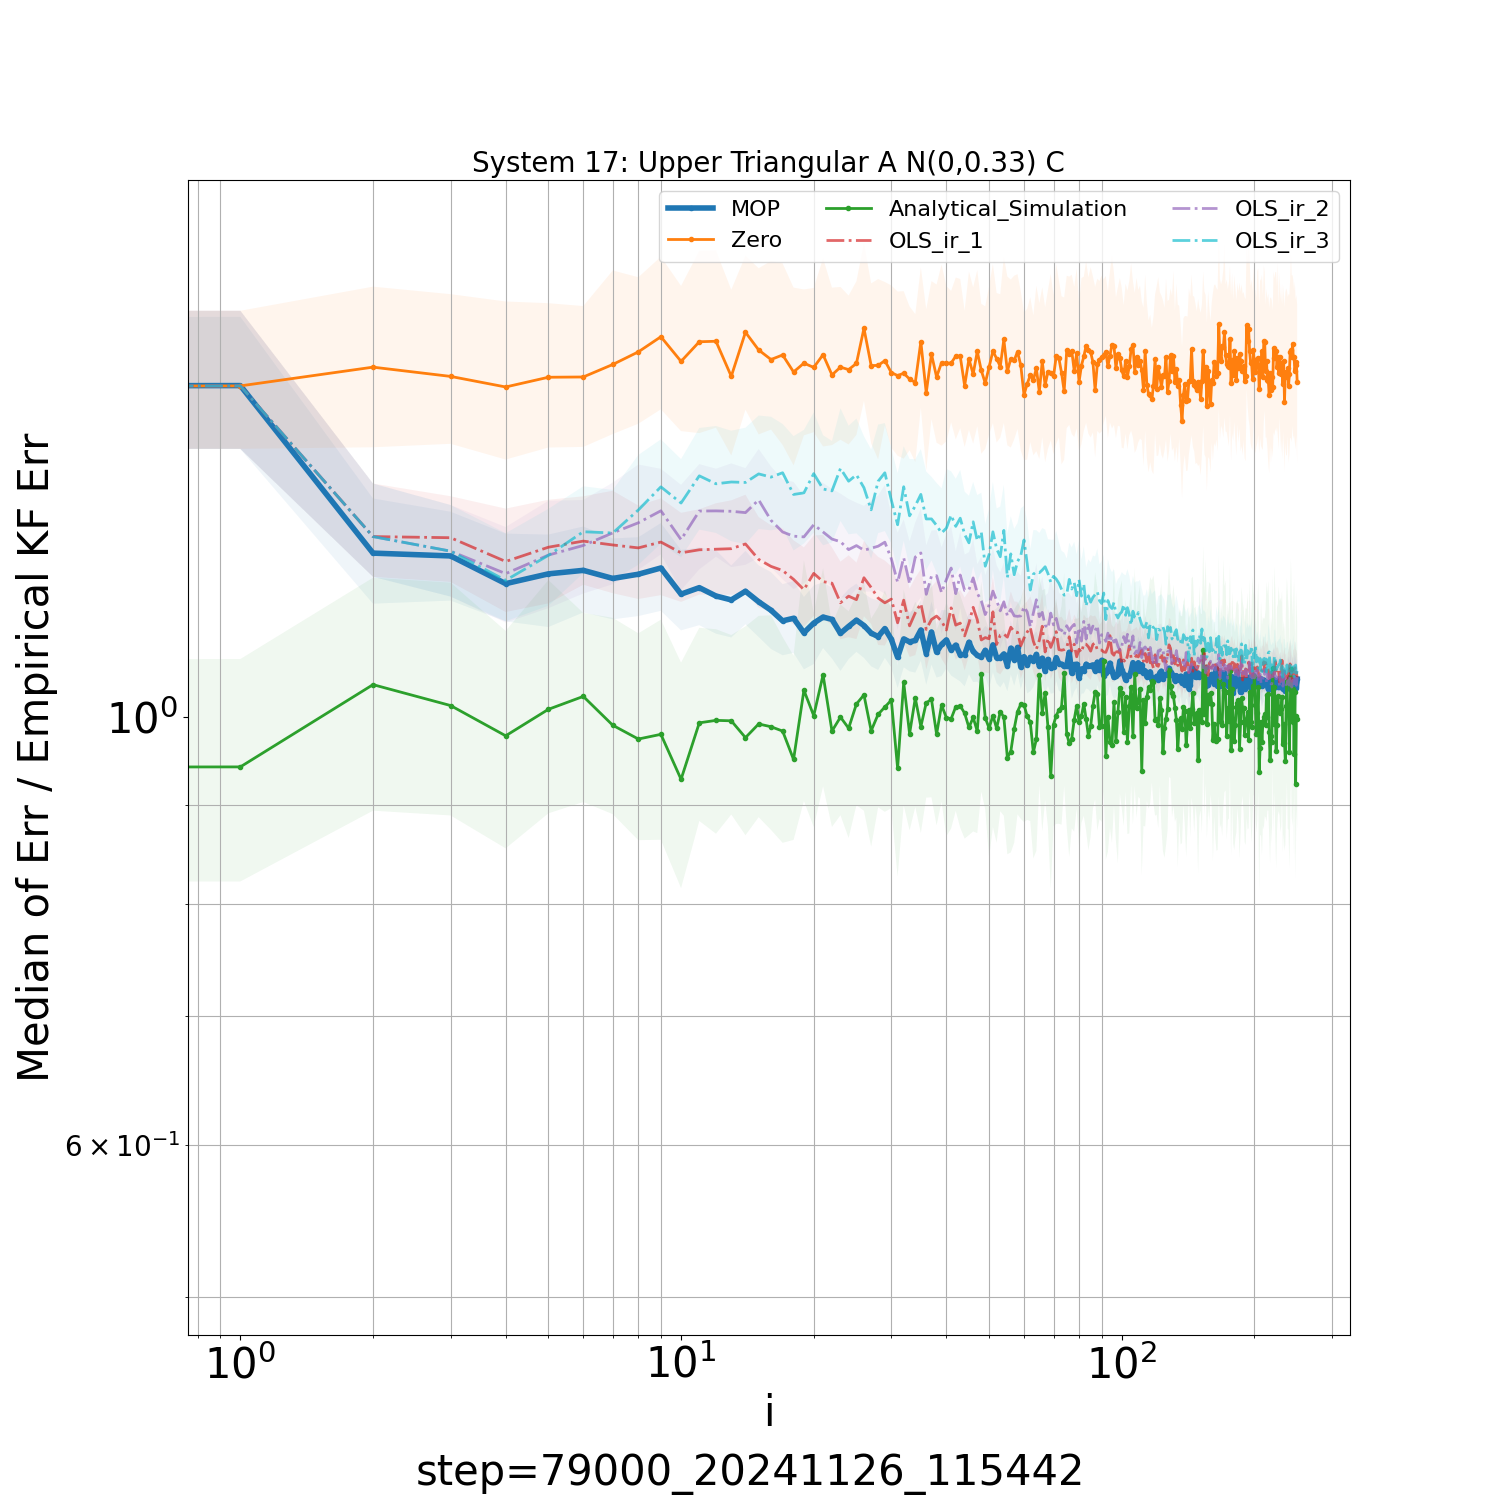 System 17: Upper Triangular A N(0,0.33) C
MOP
Zero
Analytical_Simulation
OLS_ir_1
OLS_ir_2
OLS_ir_3
Median of Err / Empirical KF Err
10⁰
6 × 10⁻¹
10⁰ 10¹ 10²
i
step=79000_20241126_115442